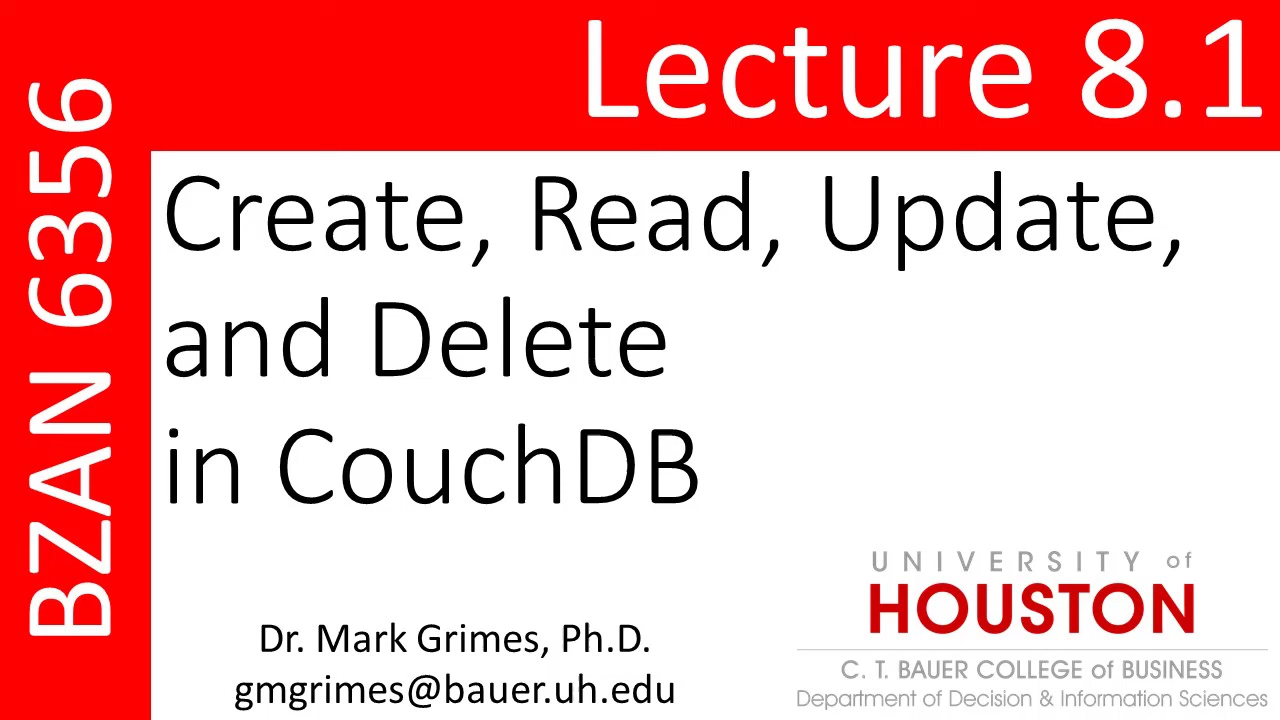 Lecture 8.1
BZAN 6356
Create, Read, Update,
and Delete
in CouchDB
Dr. Mark Grimes, Ph.D.
gmgrimes@bauer.uh.edu
UNIVERSITY of
HOUSTON
C. T. BAUER COLLEGE of BUSINESS
Department of Decision & Information Sciences